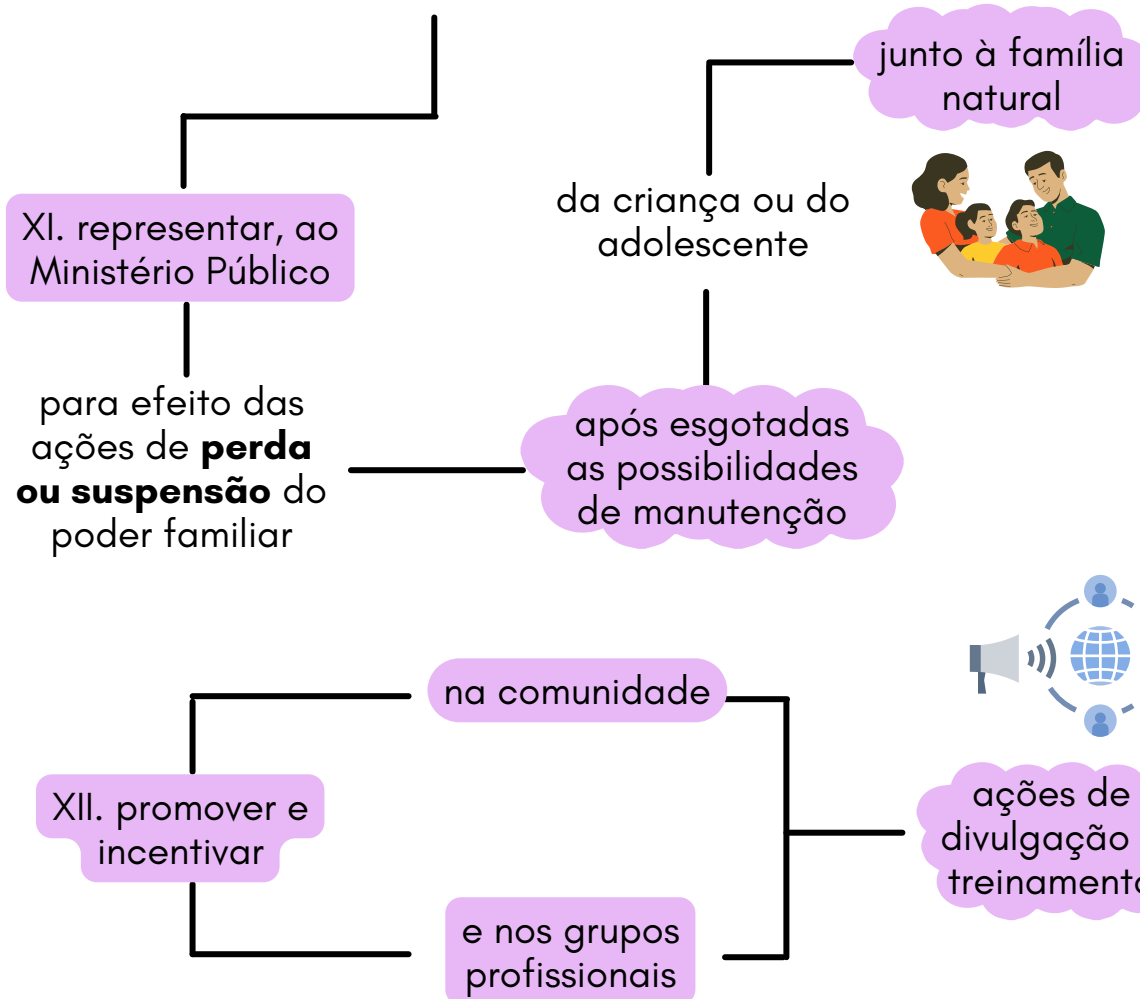 XI. representar, ao
Ministério Público
para efeito das
ações de perda
ou suspensão do
poder familiar
após esgotadas
as possibilidades
de manutenção
da criança ou do
adolescente
junto à família
natural
XII. promover e
incentivar
na comunidade
e nos grupos
profissionais
ações de
divulgação